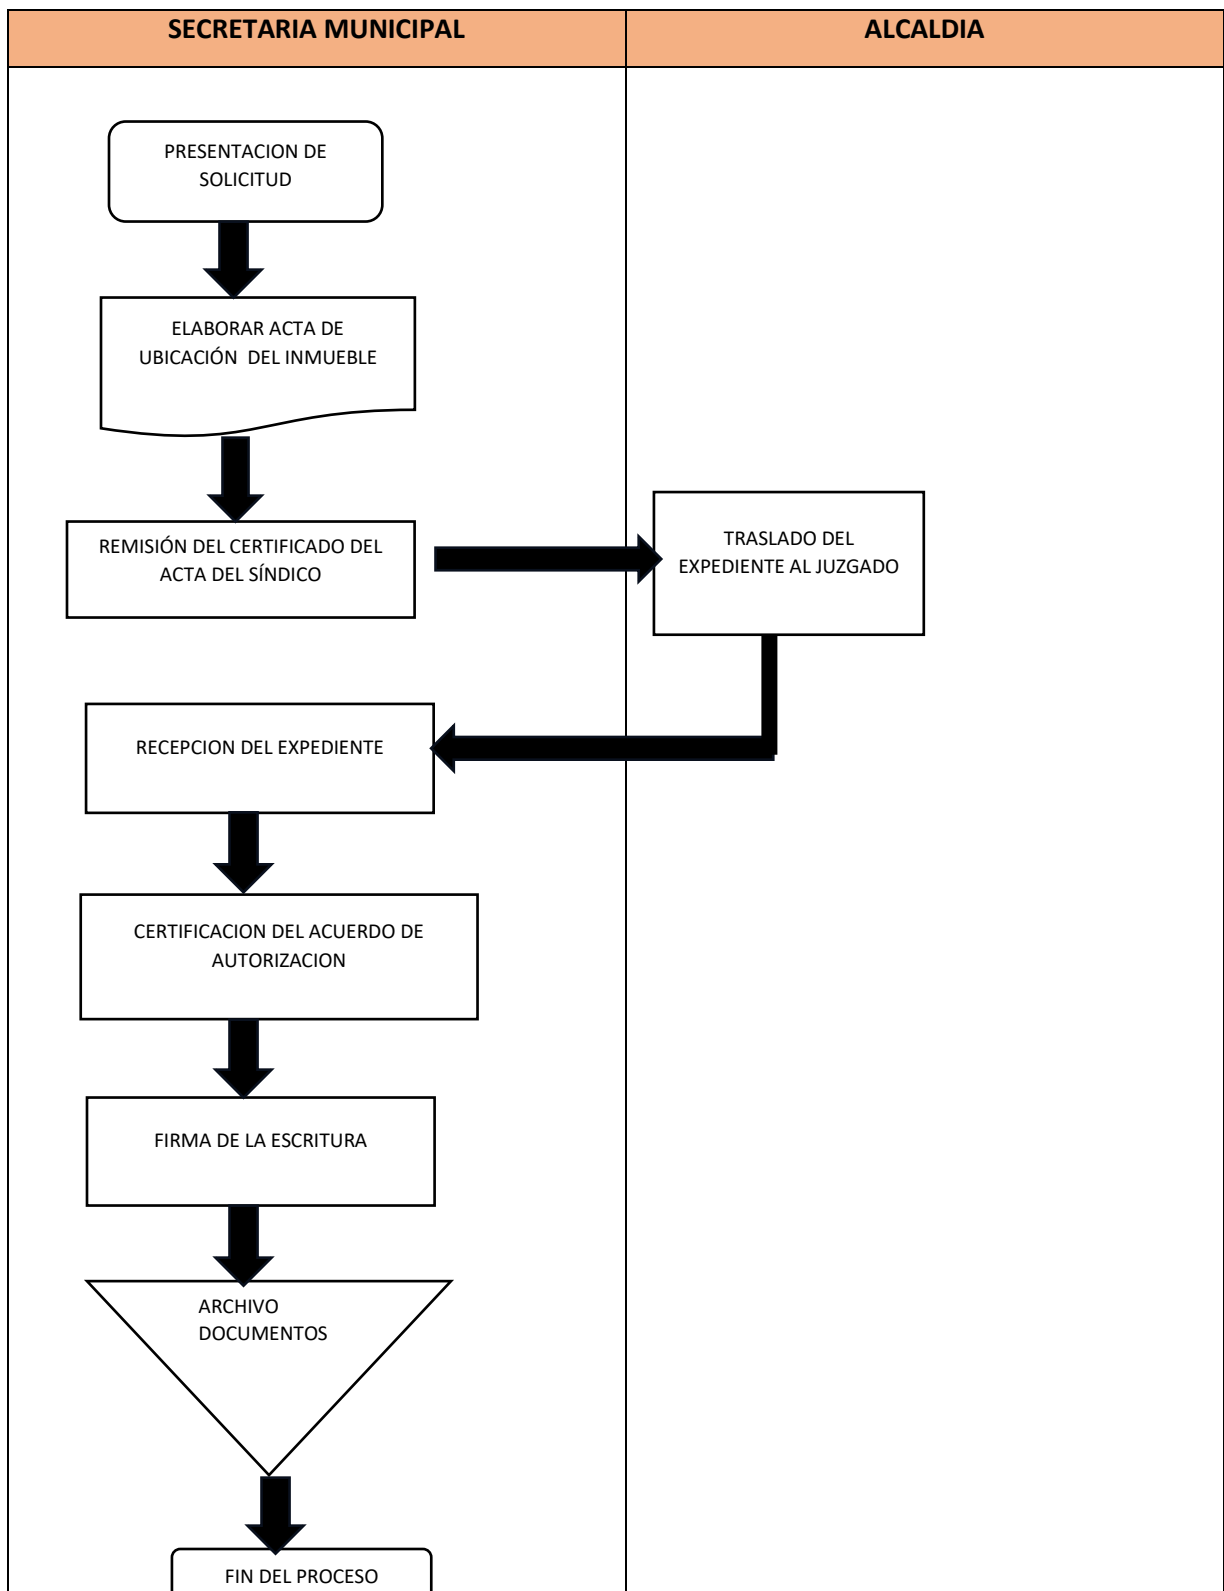 SECRETARIA MUNICIPAL
ALCALDIA
PRESENTACION DE
SOLICITUD
ELABORAR ACTA DE
UBICACIÓN DEL INMUEBLE
REMISIÓN DEL CERTIFICADO DEL
ACTA DEL SÍNDICO
TRASLADO DEL
EXPEDIENTE AL JUZGADO
RECEPCION DEL EXPEDIENTE
CERTIFICACION DEL ACUERDO DE
AUTORIZACION
FIRMA DE LA ESCRITURA
ARCHIVO
DOCUMENTOS
FIN DEL PROCESO